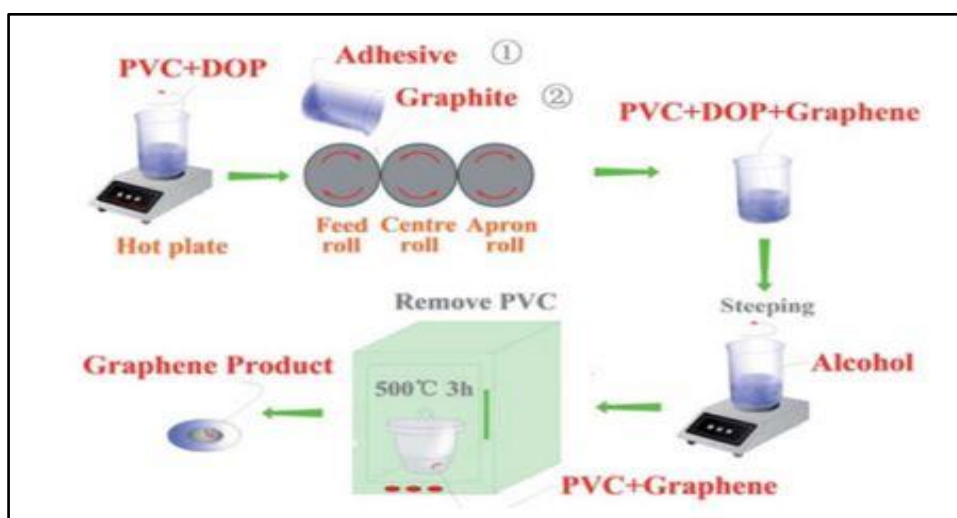 PVC+DOP
Adhesive ①
Graphite ②
PVC+DOP+Graphene
Hot plate
Feed roll
Centre roll
Apron roll
Steeping
Alcohol
Remove PVC
500℃ 3h
PVC+Graphene
Graphene Product